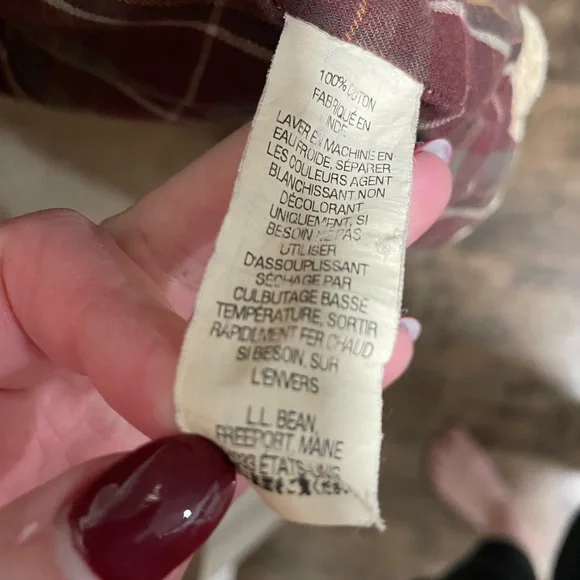 100% COTON
FABRIQUÉ EN
INDE
LAVER EN MACHINE EN
EAU FROIDE, SÉPARER
LES COULEURS AGENT
BLANCHISSANT NON
DÉCOLORANT
UNIQUEMENT, SI
BESOIN NE PAS
UTILISER
D'ASSOUPLISSANT
SÉCHAGE PAR
CULBUTAGE BASSE
TEMPÉRATURE, SORTIR
RAPIDEMENT FER CHAUD
SI BESOIN, SUR
L'ENVERS
L.L. BEAN,
FREEPORT, MAINE
ÉTATS-UNIS